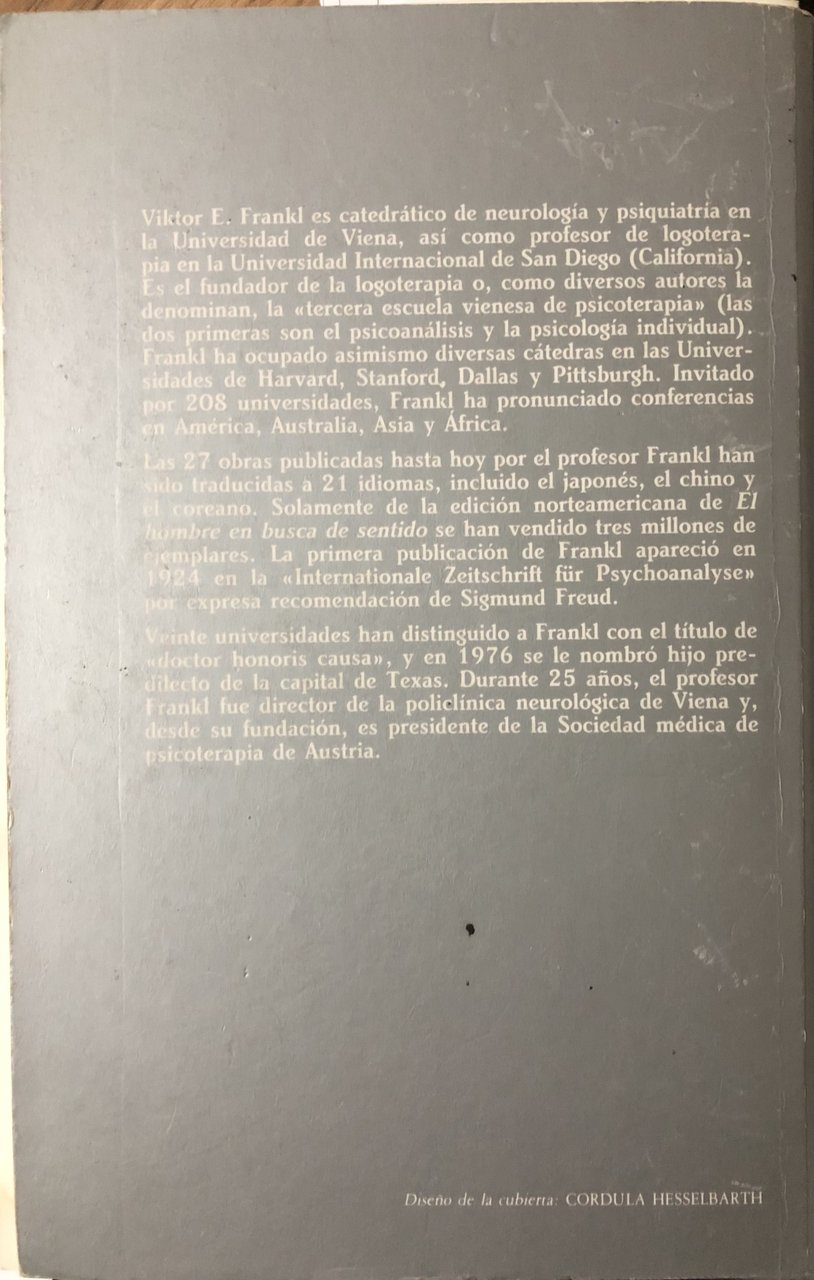 Viktor E. Frankl es catedrático de neurología y psiquiatría en
la Universidad de Viena, así como profesor de logotera-
pia en la Universidad Internacional de San Diego (California).
Es el fundador de la logoterapia o, como diversos autores la
denominan, la «tercera escuela vienesa de psicoterapia» (las
dos primeras son el psicoanálisis y la psicología individual).
Frankl ha ocupado asimismo diversas cátedras en las Univer-
sidades de Harvard, Stanford, Dallas y Pittsburgh. Invitado
por 208 universidades, Frankl ha pronunciado conferencias
en América, Australia, Asia y África.
Las 27 obras publicadas hasta hoy por el profesor Frankl han
sido traducidas a 21 idiomas, incluido el japonés, el chino y
el coreano. Solamente de la edición norteamericana de El
hombre en busca de sentido se han vendido tres millones de
ejemplares. La primera publicación de Frankl apareció en
1924 en la «Internationale Zeitschrift für Psychoanalyse»
por expresa recomendación de Sigmund Freud.
Veinte universidades han distinguido a Frankl con el título de
«doctor honoris causa», y en 1976 se le nombró hijo pre-
dilecto de la capital de Texas. Durante 25 años, el profesor
Frankl fue director de la policlínica neurológica de Viena y,
desde su fundación, es presidente de la Sociedad médica de
psicoterapia de Austria.
Diseño de la cubierta: CORDULA HESSELBARTH